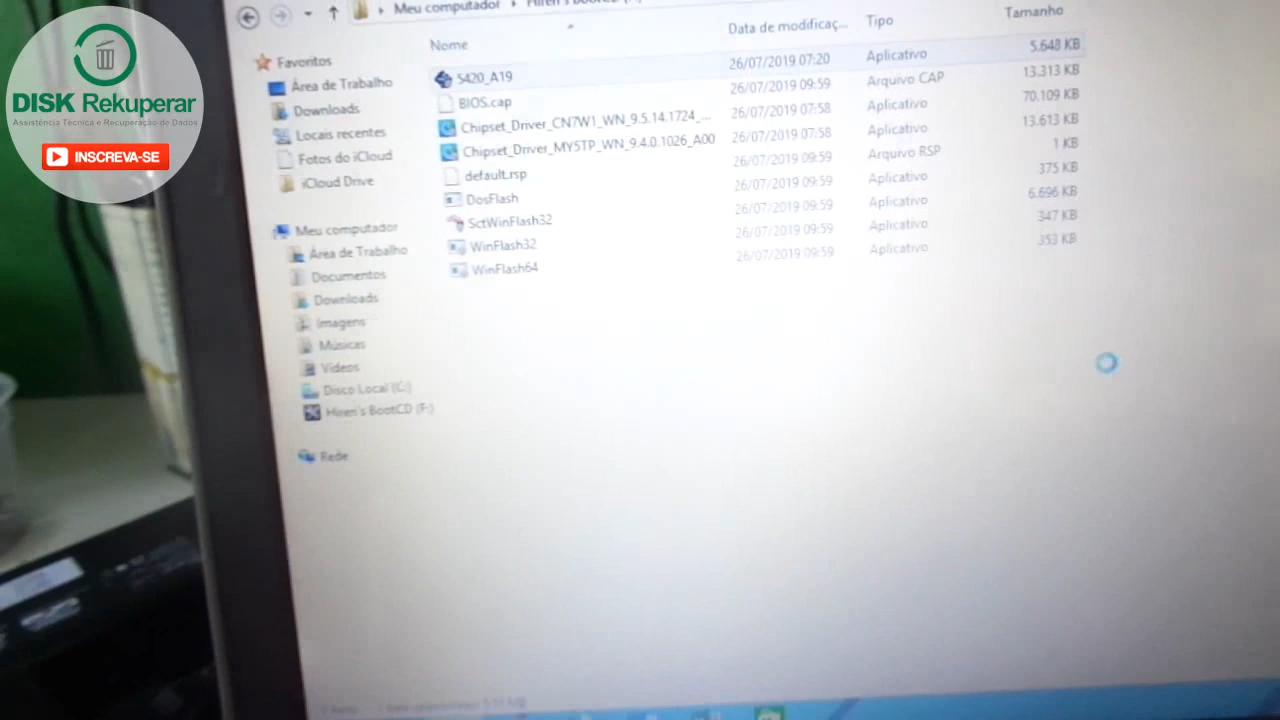 DISK Rekuperar
Assistência Técnica e Recuperação de Dados
INSCREVA-SE
Meu computador
Hiren's BootCD
Nome
Data de modificaç...
Tipo
Tamanho
Favoritos
Área de Trabalho
Downloads
Locais recentes
Fotos do iCloud
iCloud Drive
Meu computador
Área de Trabalho
Documentos
Downloads
Imagens
Músicas
Vídeos
Disco Local (C:)
Hiren's BootCD (F:)
Rede
5420_A19 26/07/2019 07:20 Aplicativo 5.648 KB
BIOS.cap 26/07/2019 09:59 Arquivo CAP 13.313 KB
Chipset_Driver_CN7W1_WN_9.5.14.1724_... 26/07/2019 07:58 Aplicativo 70.109 KB
Chipset_Driver_MY5TP_WN_9.4.0.1026_A00 26/07/2019 07:58 Aplicativo 13.613 KB
default.rsp 26/07/2019 09:59 Arquivo RSP 1 KB
DosFlash 26/07/2019 09:59 Aplicativo 375 KB
SctWinFlash32 26/07/2019 09:59 Aplicativo 6.696 KB
WinFlash32 26/07/2019 09:59 Aplicativo 347 KB
WinFlash64 26/07/2019 09:59 Aplicativo 353 KB